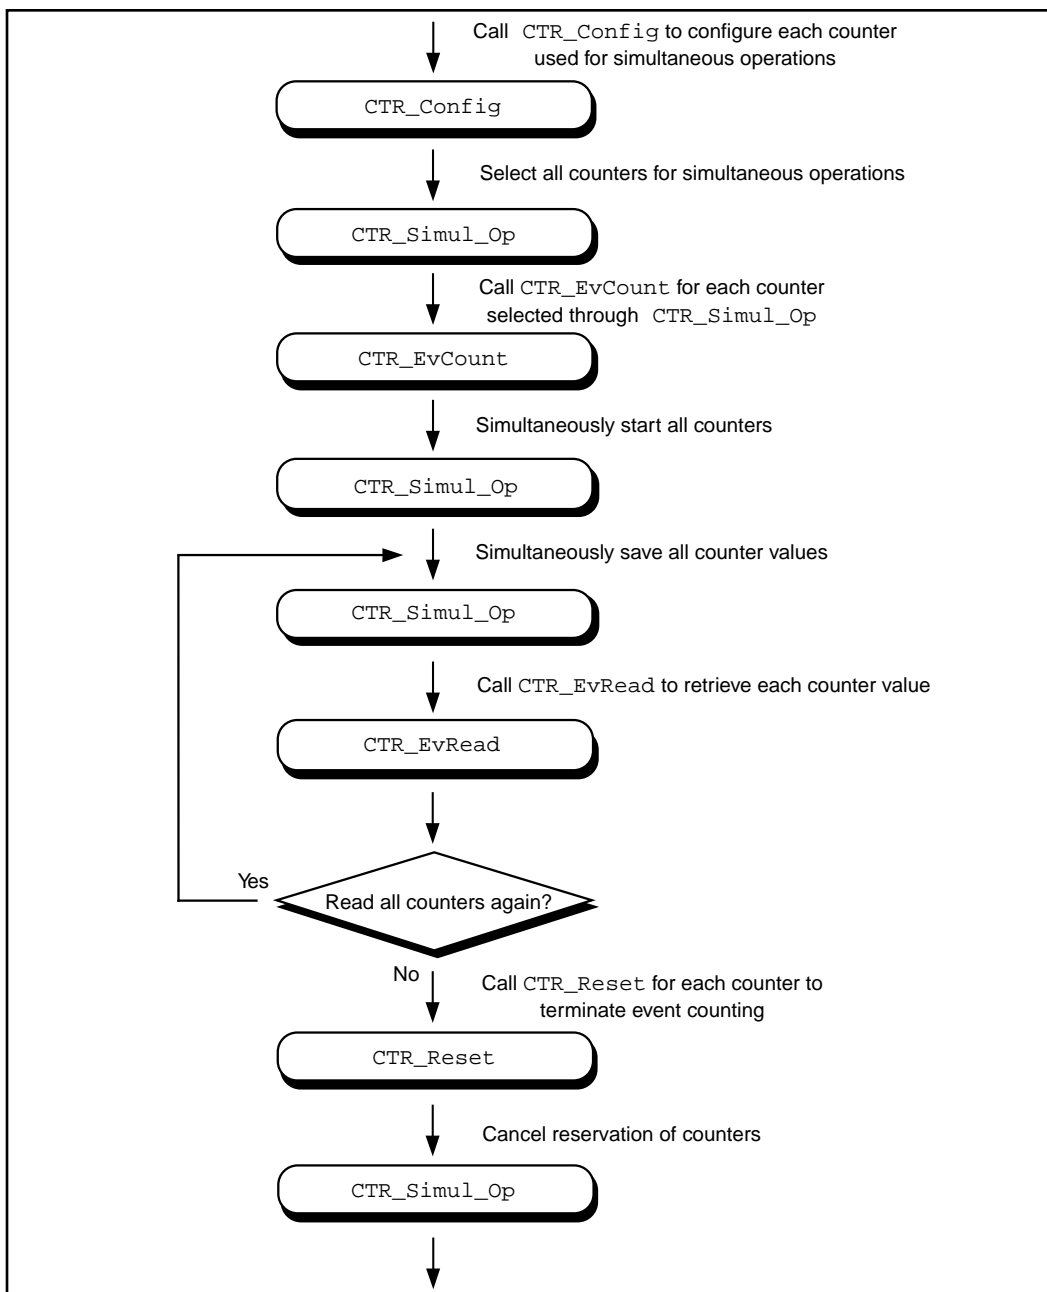 Call CTR_Config to configure each counter
used for simultaneous operations
CTR_Config
Select all counters for simultaneous operations
CTR_Simul_Op
Call CTR_EvCount for each counter
selected through CTR_Simul_Op
CTR_EvCount
Simultaneously start all counters
CTR_Simul_Op
Simultaneously save all counter values
CTR_Simul_Op
Call CTR_EvRead to retrieve each counter value
CTR_EvRead
Yes
Read all counters again?
No
Call CTR_Reset for each counter to
terminate event counting
CTR_Reset
Cancel reservation of counters
CTR_Simul_Op